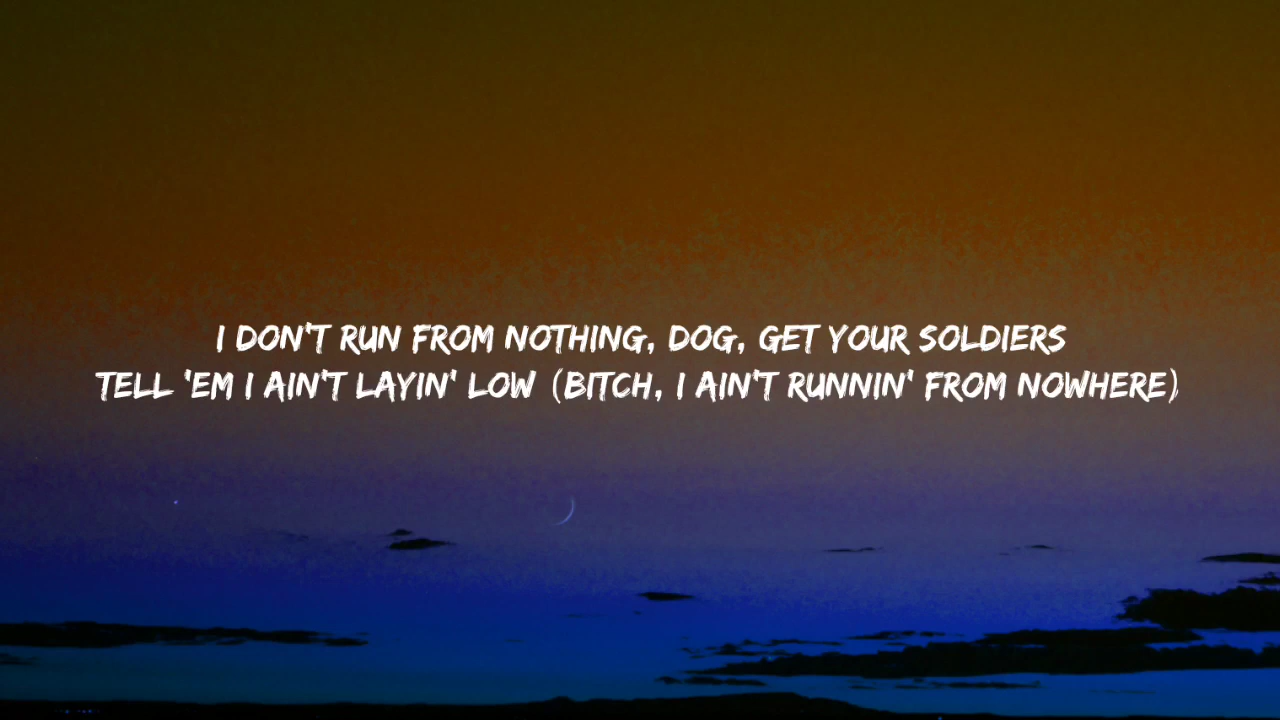 I DON'T RUN FROM NOTHING, DOG, GET YOUR SOLDIERS
TELL 'EM I AIN'T LAYIN' LOW (BITCH, I AIN'T RUNNIN' FROM NOWHERE)